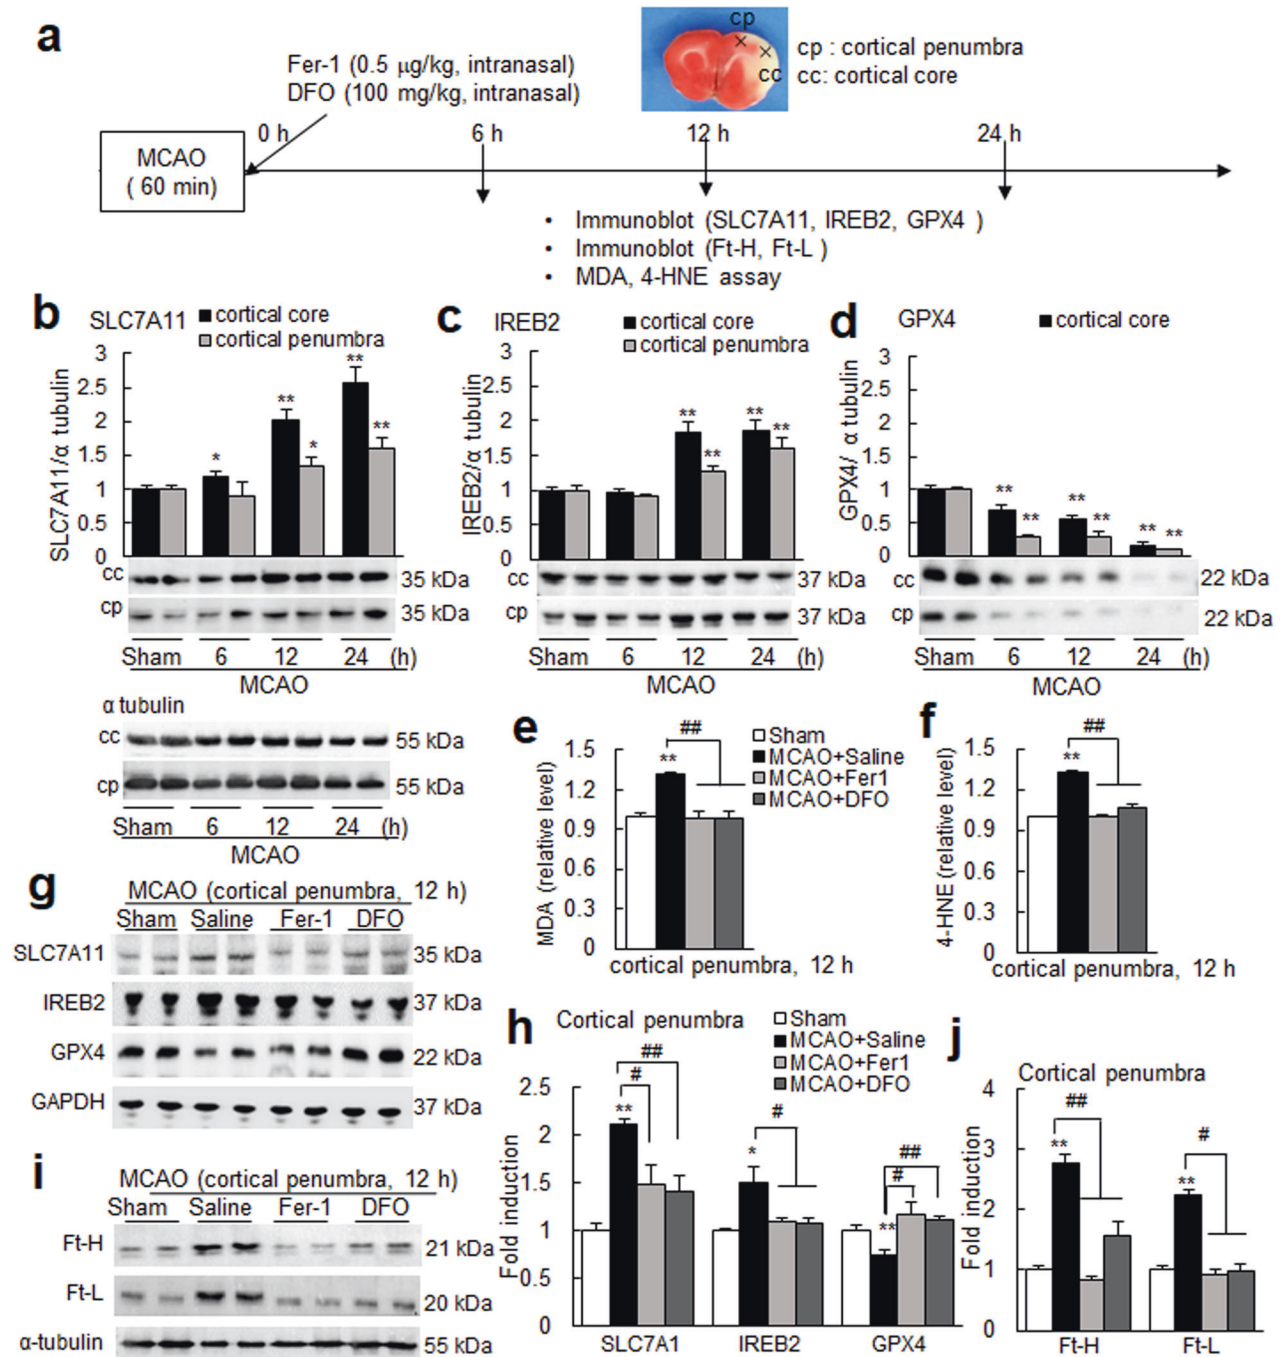 a
Fer-1 (0.5 µg/kg, intranasal)
DFO (100 mg/kg, intranasal)
cp
cc
cp : cortical penumbra
cc: cortical core
MCAO
( 60 min)
0 h
6 h
12 h
24 h
• Immunoblot (SLC7A11, IREB2, GPX4 )
• Immunoblot (Ft-H, Ft-L )
• MDA, 4-HNE assay
b
SLC7A11
cortical core
cortical penumbra
SLC7A11/α tubulin
3
2.5
2
1.5
1
0.5
0
*
**
*
**
**
cc
35 kDa
cp
35 kDa
Sham 6 12 24 (h)
MCAO
α tubulin
cc
55 kDa
cp
55 kDa
Sham 6 12 24 (h)
MCAO
c
IREB2
cortical core
cortical penumbra
IREB2/α tubulin
3
2.5
2
1.5
1
0.5
0
**
**
**
**
cc
37 kDa
cp
37 kDa
Sham 6 12 24 (h)
MCAO
d
GPX4
cortical core
GPX4/ α tubulin
3
2.5
2
1.5
1
0.5
0
**
**
**
**
**
**
cc
22 kDa
cp
22 kDa
Sham 6 12 24 (h)
MCAO
e
MDA (relative level)
1.5
1.2
0.9
0.6
0.3
0
**
##
Sham
MCAO+Saline
MCAO+Fer1
MCAO+DFO
cortical penumbra, 12 h
f
4-HNE (relative level)
1.5
1.2
0.9
0.6
0.3
0
**
##
cortical penumbra, 12 h
g
MCAO (cortical penumbra, 12 h)
Sham Saline Fer-1 DFO
SLC7A11 35 kDa
IREB2 37 kDa
GPX4 22 kDa
GAPDH 37 kDa
h
Cortical penumbra
Sham
MCAO+Saline
MCAO+Fer1
MCAO+DFO
Fold induction
2.5
2
1.5
1
0.5
0
##
#
**
#
*
##
#
**
SLC7A1 IREB2 GPX4
i
MCAO (cortical penumbra, 12 h)
Sham Saline Fer-1 DFO
Ft-H 21 kDa
Ft-L 20 kDa
α-tubulin 55 kDa
j
Cortical penumbra
Fold induction
4
3
2
1
0
##
**
#
**
Ft-H Ft-L